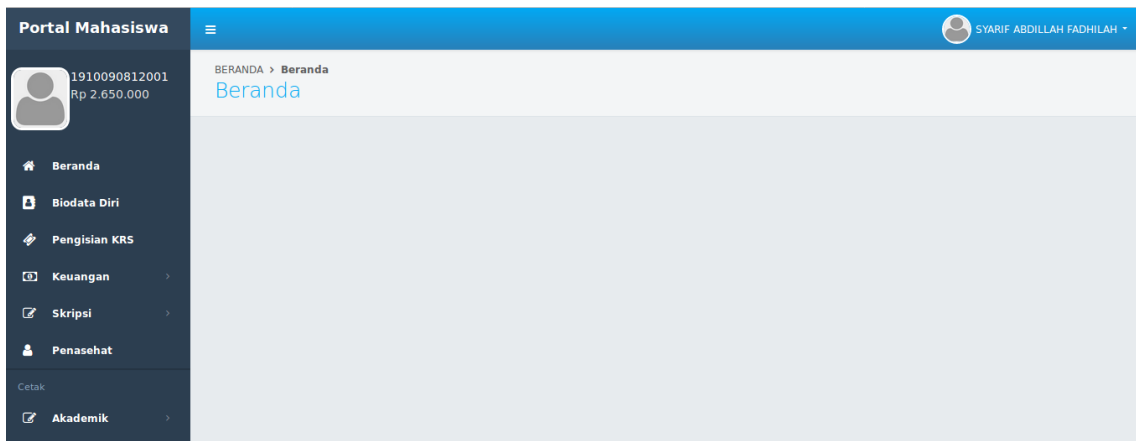 Portal Mahasiswa
SYARIF ABDILLAH FADHILAH
1910090812001
Rp 2.650.000
BERANDA > Beranda
Beranda
Beranda
Biodata Diri
Pengisian KRS
Keuangan
Skripsi
Penasehat
Cetak
Akademik